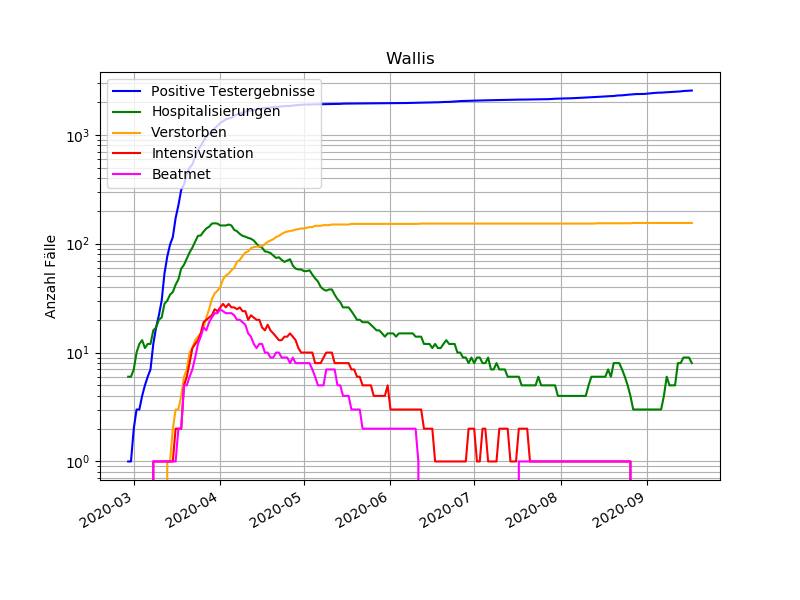 Wallis
Positive Testergebnisse
Hospitalisierungen
Verstorben
Intensivstation
Beatmet
Anzahl Fälle
10³
10²
10¹
10⁰
2020-03
2020-04
2020-05
2020-06
2020-07
2020-08
2020-09